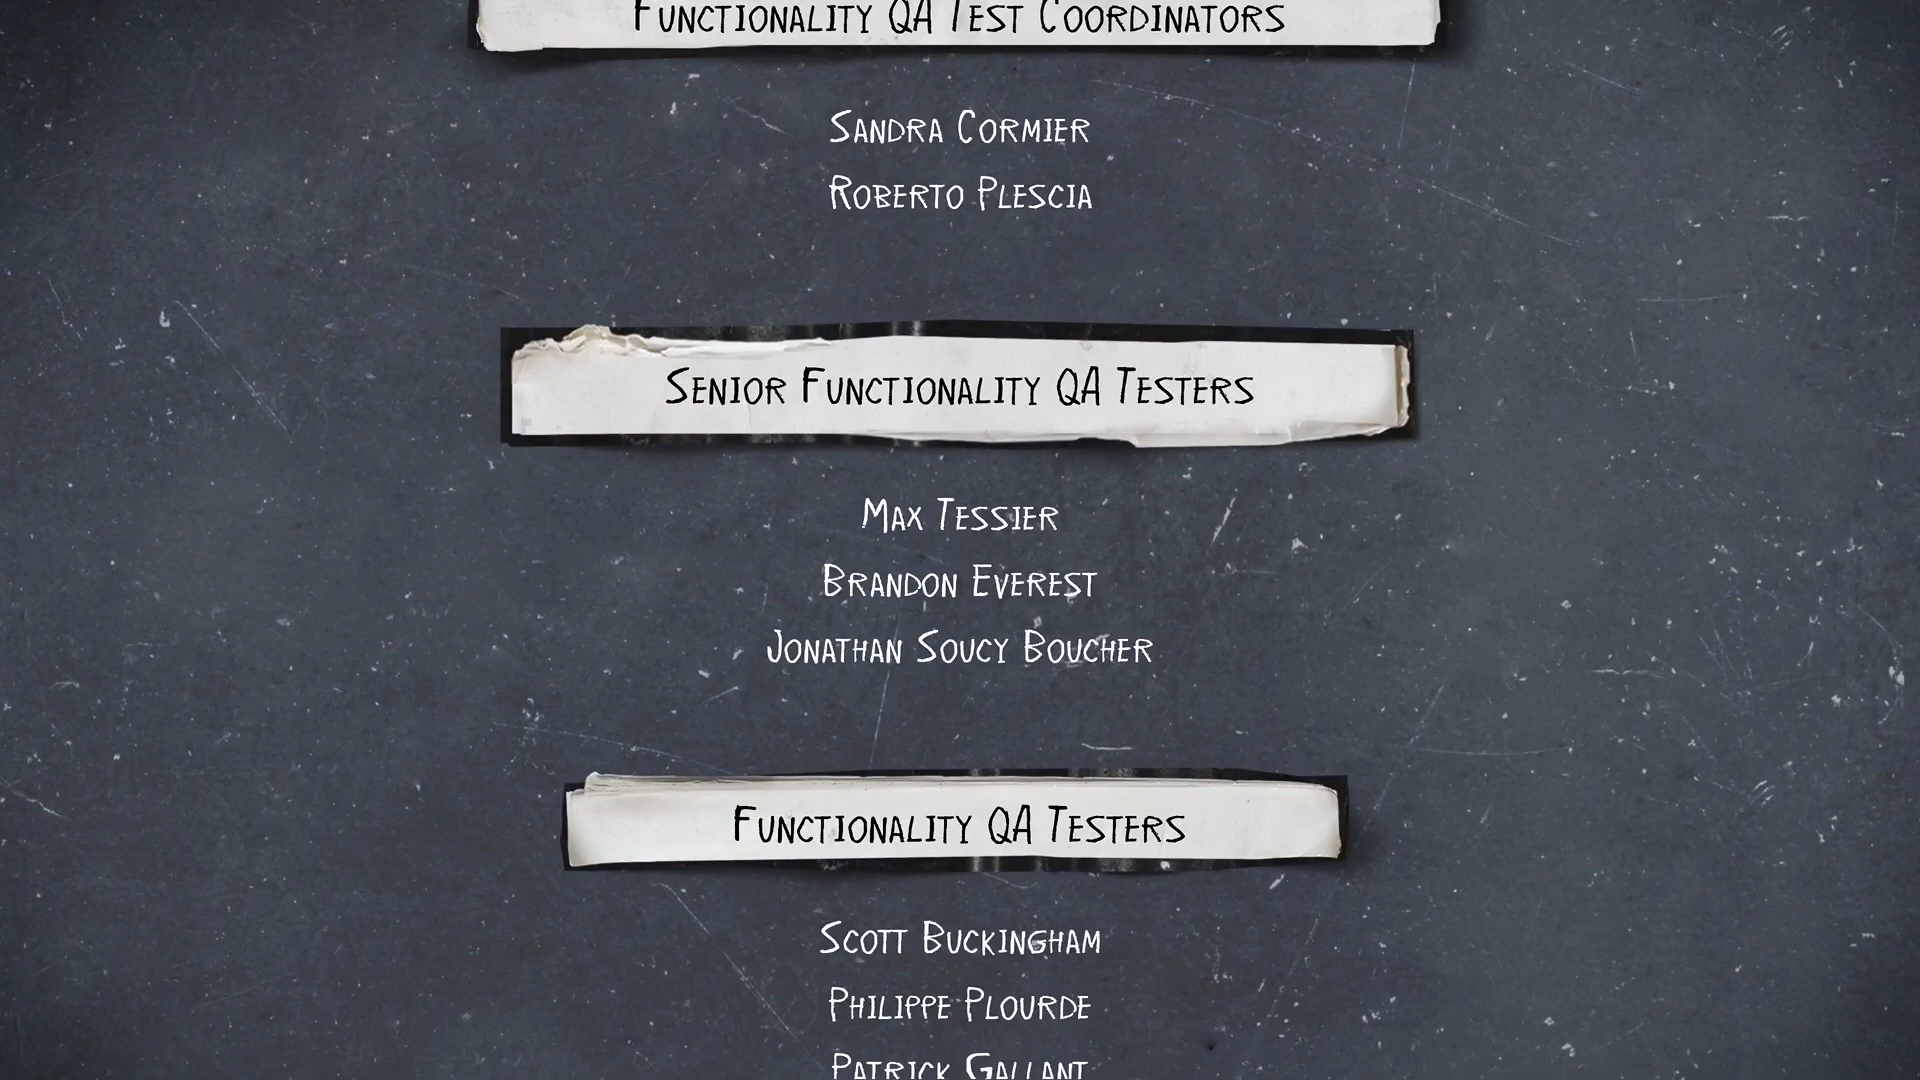 Functionality QA Test Coordinators
Sandra Cormier
Roberto Plescia
Senior Functionality QA Testers
Max Tessier
Brandon Everest
Jonathan Soucy Boucher
Functionality QA Testers
Scott Buckingham
Philippe Plourde
Patrick Gallant